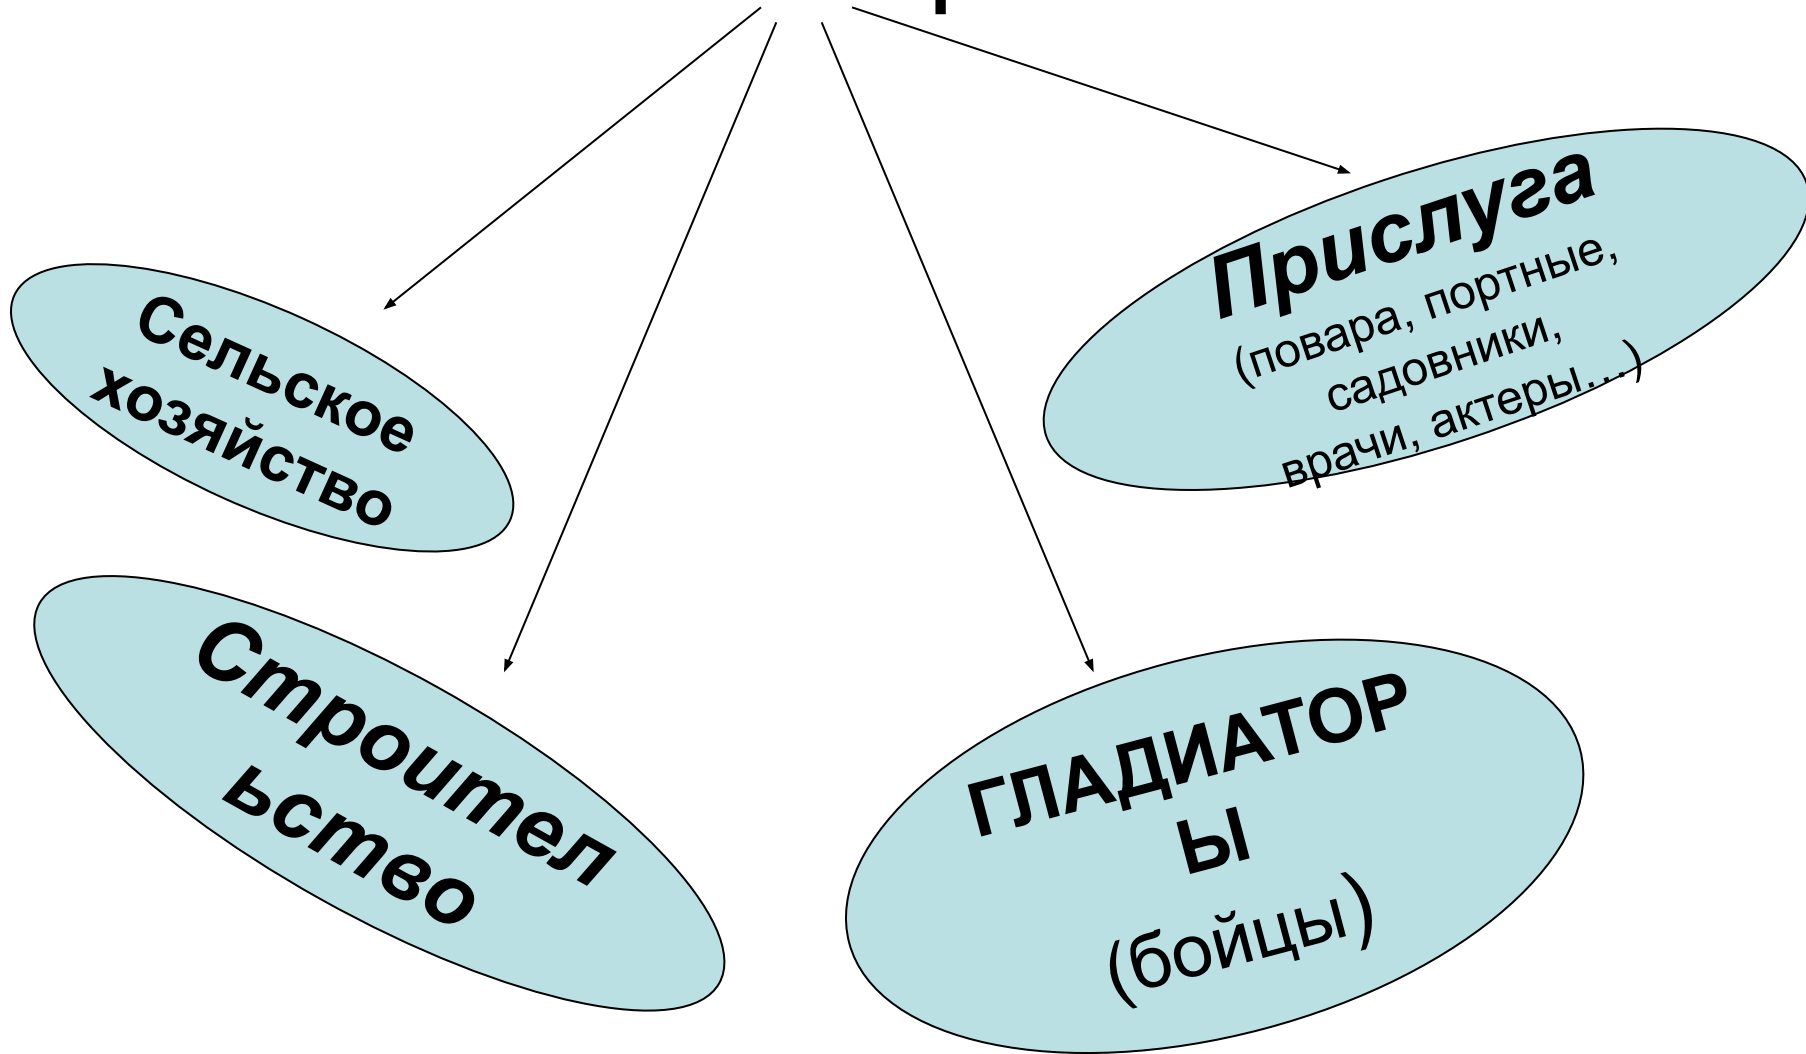 Прислуга
(повара, портные,
садовники,
врачи, актеры…)
Сельское
хозяйство
Строител
ьство
ГЛАДИАТОР
Ы
(бойцы)